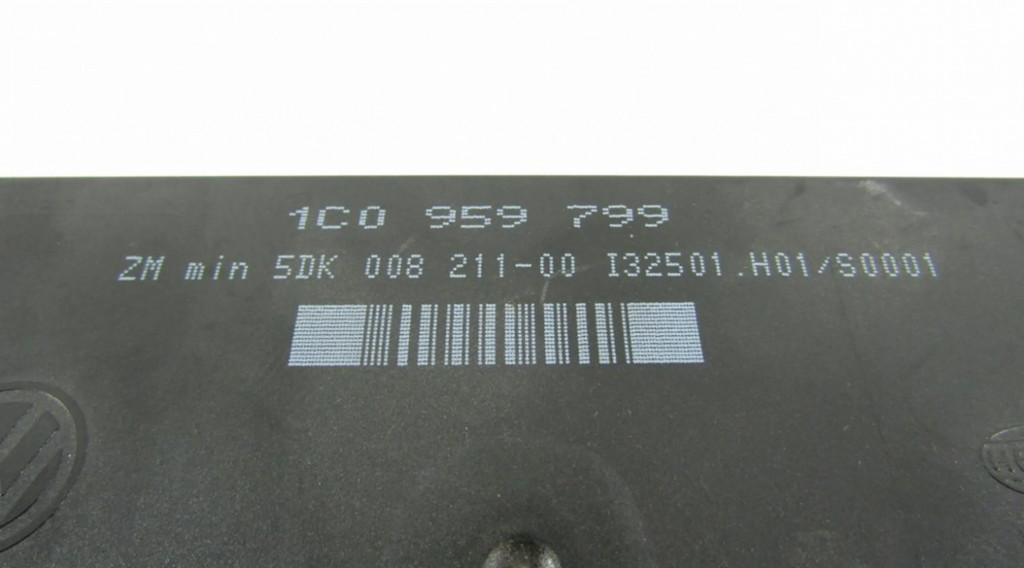 1C0 959 799
ZM min 5DK 008 211-00 I32501.H01/S0001